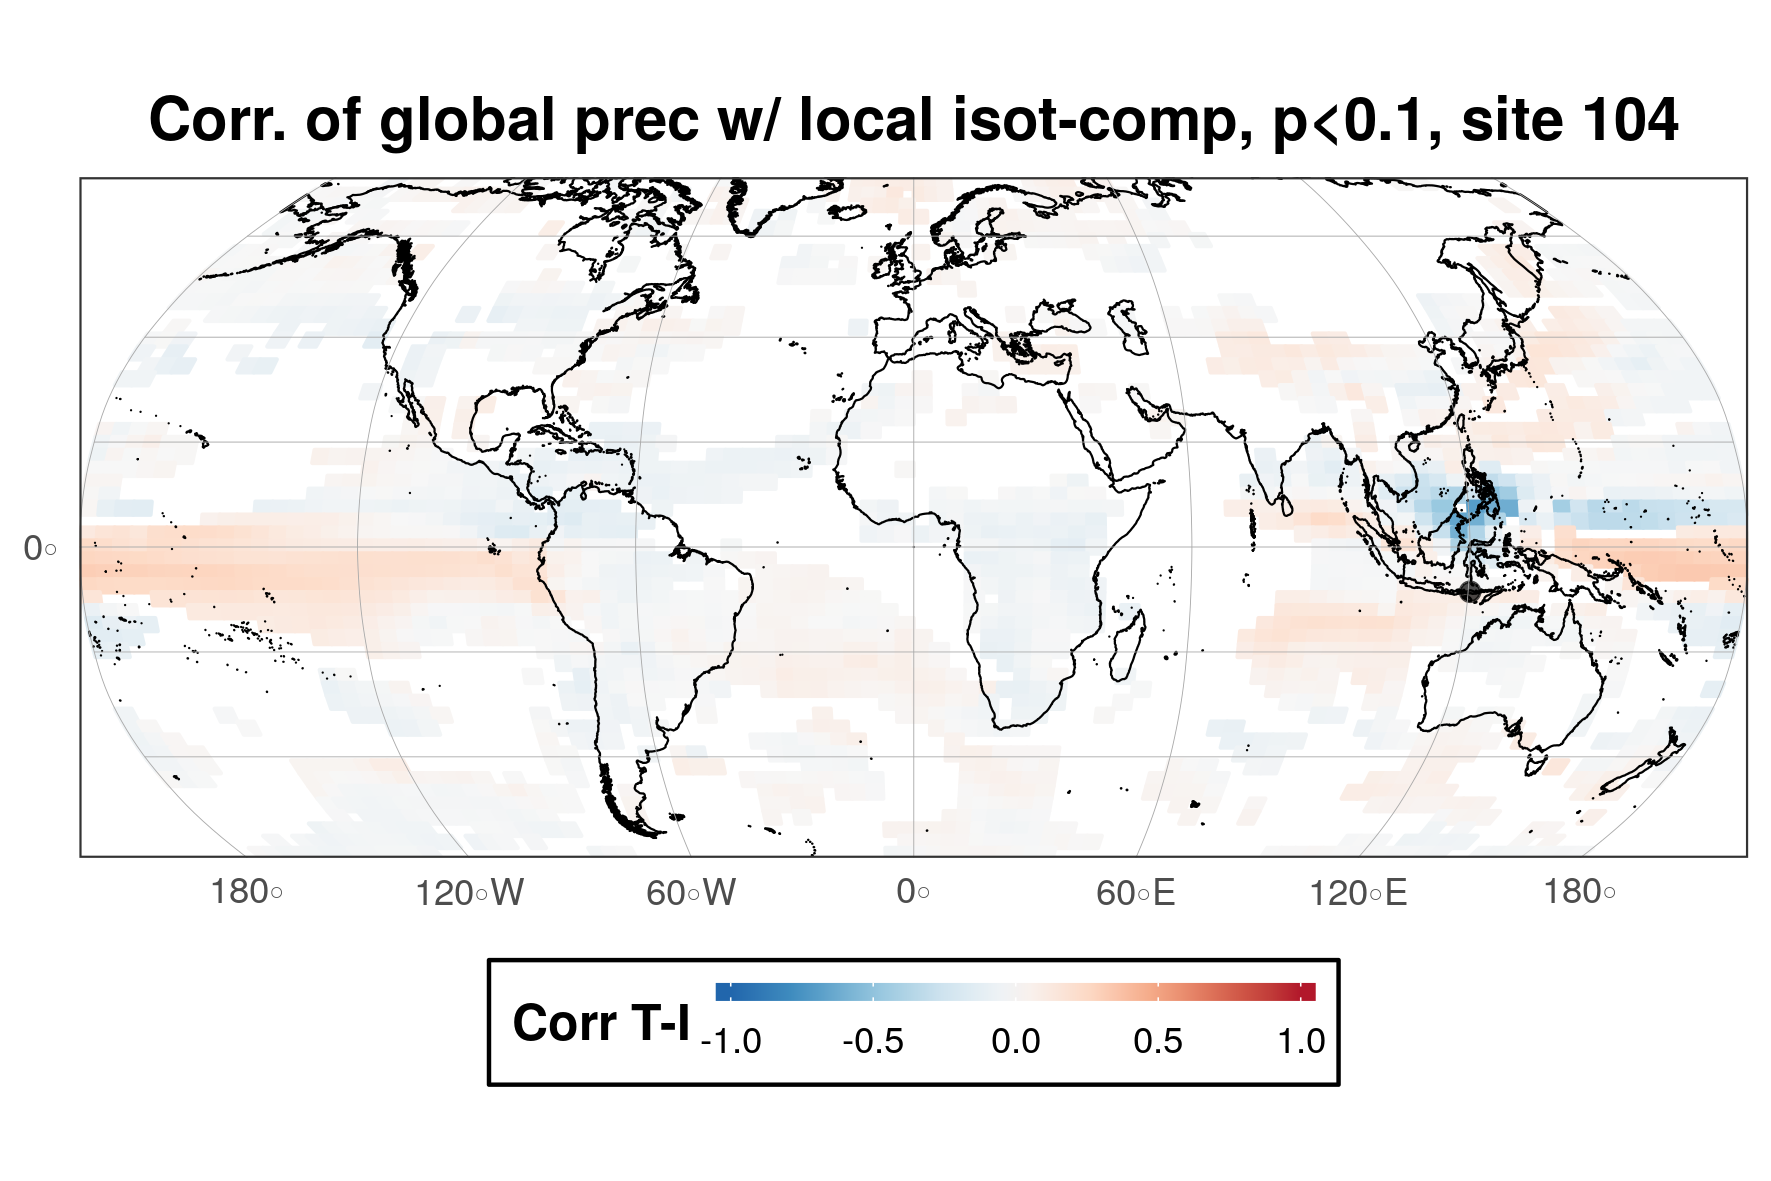 Corr. of global prec w/ local isot-comp, p<0.1, site 104
0°
180° 120°W 60°W 0° 60°E 120°E 180°
Corr T-I
-1.0 -0.5 0.0 0.5 1.0